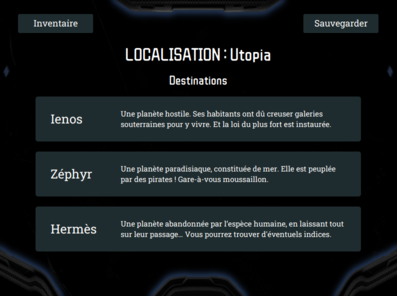 Inventaire
Sauvegarder
LOCALISATION : Utopia
Destinations
Ienos
Une planète hostile. Ses habitants ont dû creuser galeries
souterraines pour y vivre. Et la loi du plus fort est instaurée.
Zéphyr
Une planète paradisiaque, constituée de mer. Elle est peuplée
par des pirates ! Gare-à-vous moussaillon.
Hermès
Une planète abandonnée par l'espèce humaine, en laissant tout
sur leur passage... Vous pourrez trouver d'éventuels indices.